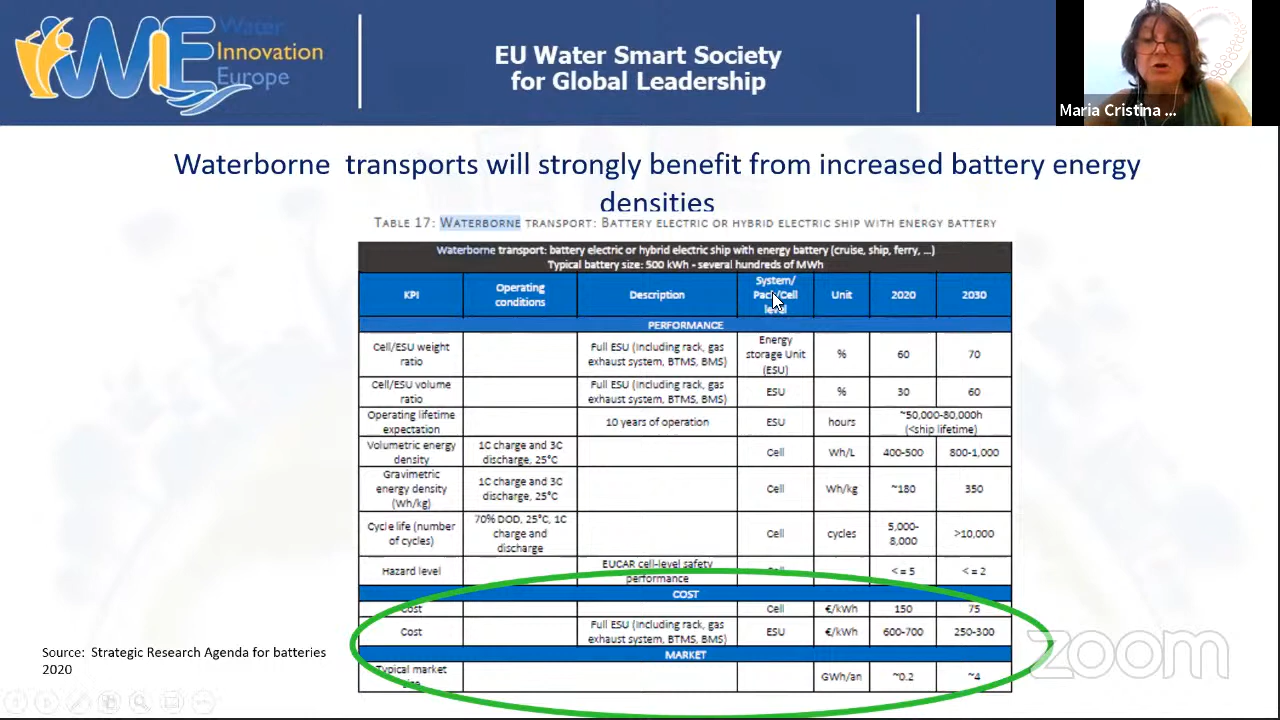 Water
Innovation
Europe
EU Water Smart Society
for Global Leadership
Maria Cristina ...
Waterborne transports will strongly benefit from increased battery energy
densities
TABLE 17: WATERBORNE TRANSPORT: BATTERY ELECTRIC OR HYBRID ELECTRIC SHIP WITH ENERGY BATTERY
Waterborne transport: battery electric or hybrid electric ship with energy battery (cruise, ship, ferry, ...)
Typical battery size: 500 kWh - several hundreds of MWh
KPI Operating conditions Description System/ Pack/Cell level Unit 2020 2030
PERFORMANCE
Cell/ESU weight ratio Full ESU (including rack, gas exhaust system, BTMS, BMS) Energy storage Unit (ESU) % 60 70
Cell/ESU volume ratio Full ESU (including rack, gas exhaust system, BTMS, BMS) ESU % 30 60
Operating lifetime expectation 10 years of operation ESU hours ~50,000-80,000h (<ship lifetime)
Volumetric energy density 1C charge and 3C discharge, 25°C Cell Wh/L 400-500 800-1,000
Gravimetric energy density (Wh/kg) 1C charge and 3C discharge, 25°C Cell Wh/kg ~180 350
Cycle life (number of cycles) 70% DOD, 25°C, 1C charge and discharge Cell cycles 5,000-8,000 >10,000
Hazard level EUCAR cell-level safety performance Cell < = 5 < = 2
COST
Cost Cell €/kWh 150 75
Cost Full ESU (including rack, gas exhaust system, BTMS, BMS) ESU €/kWh 600-700 250-300
MARKET
Typical market size GWh/an ~0.2 ~4
Source: Strategic Research Agenda for batteries
2020
zoom